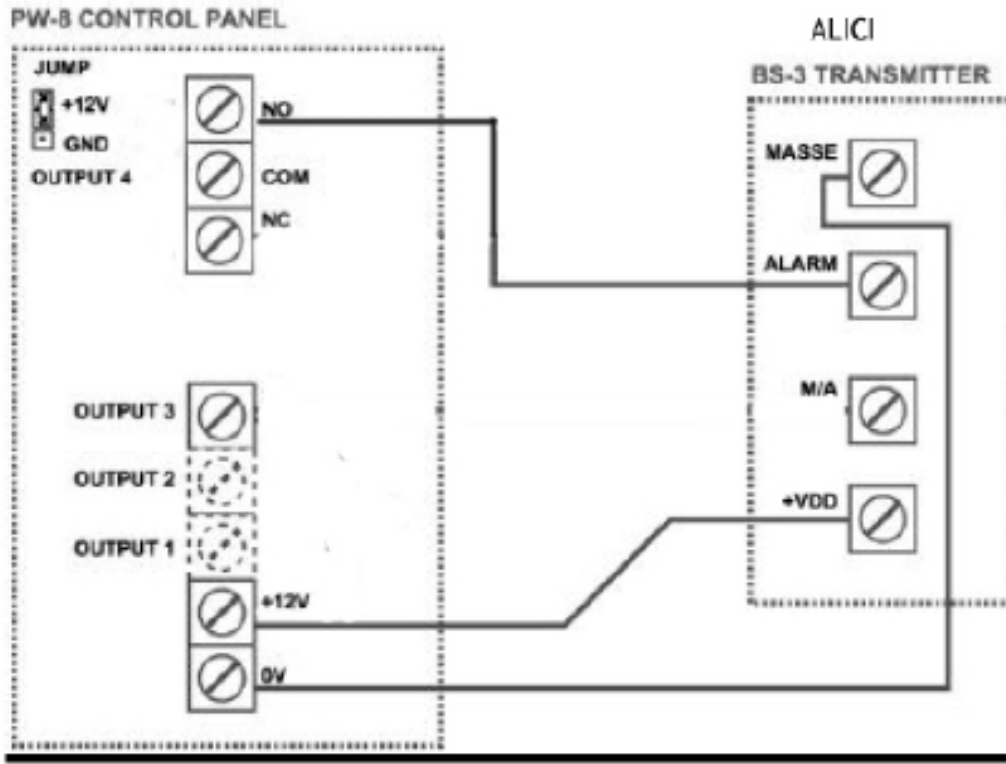 PW-8 CONTROL PANEL
JUMP
+12V
GND
OUTPUT 4
NO
COM
NC
OUTPUT 3
OUTPUT 2
OUTPUT 1
+12V
0V
ALICI
BS-3 TRANSMITTER
MASSE
ALARM
M/A
+VDD